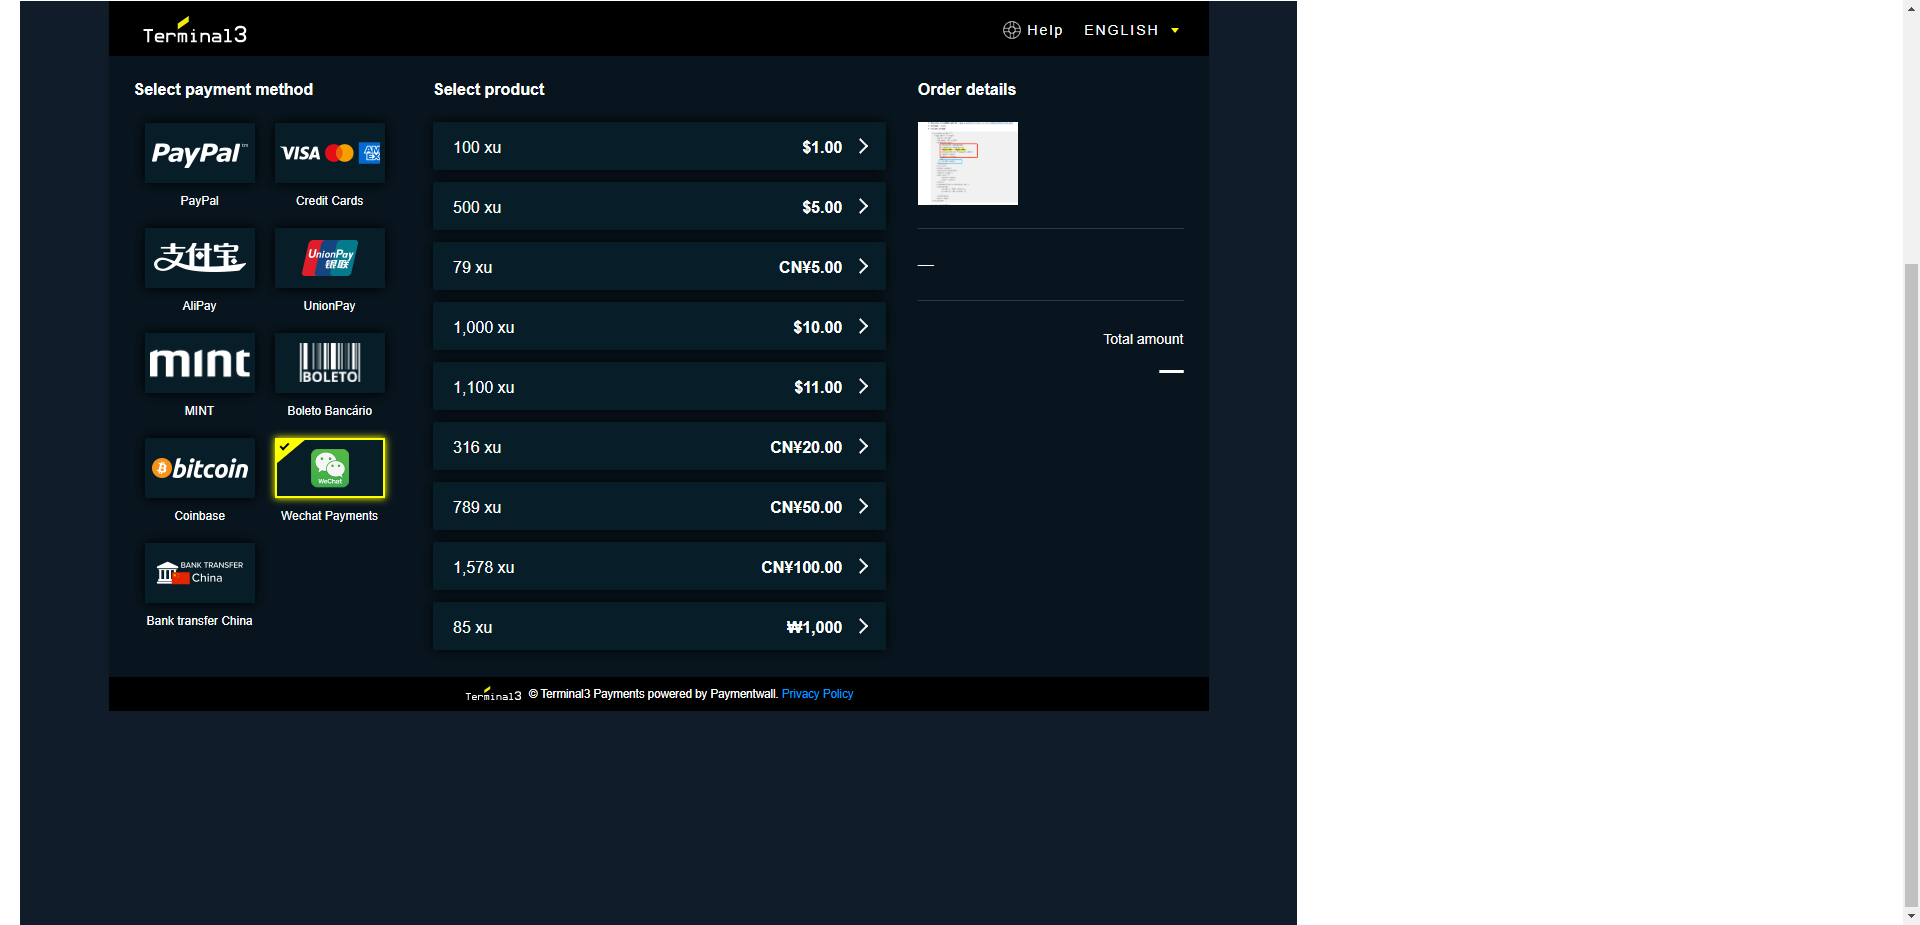 Terminal3
Help ENGLISH
Select payment method
PayPal™
PayPal
VISA AMEX
Credit Cards
支付宝
AliPay
UnionPay
银联
UnionPay
mint
MINT
BOLETO
Boleto Bancário
bitcoin
Coinbase
WeChat
Wechat Payments
BANK TRANSFER
China
Bank transfer China
Select product
100 xu $1.00
500 xu $5.00
79 xu CN¥5.00
1,000 xu $10.00
1,100 xu $11.00
316 xu CN¥20.00
789 xu CN¥50.00
1,578 xu CN¥100.00
85 xu ₩1,000
Order details
—
Total amount
—
Terminal3 © Terminal3 Payments powered by Paymentwall. Privacy Policy